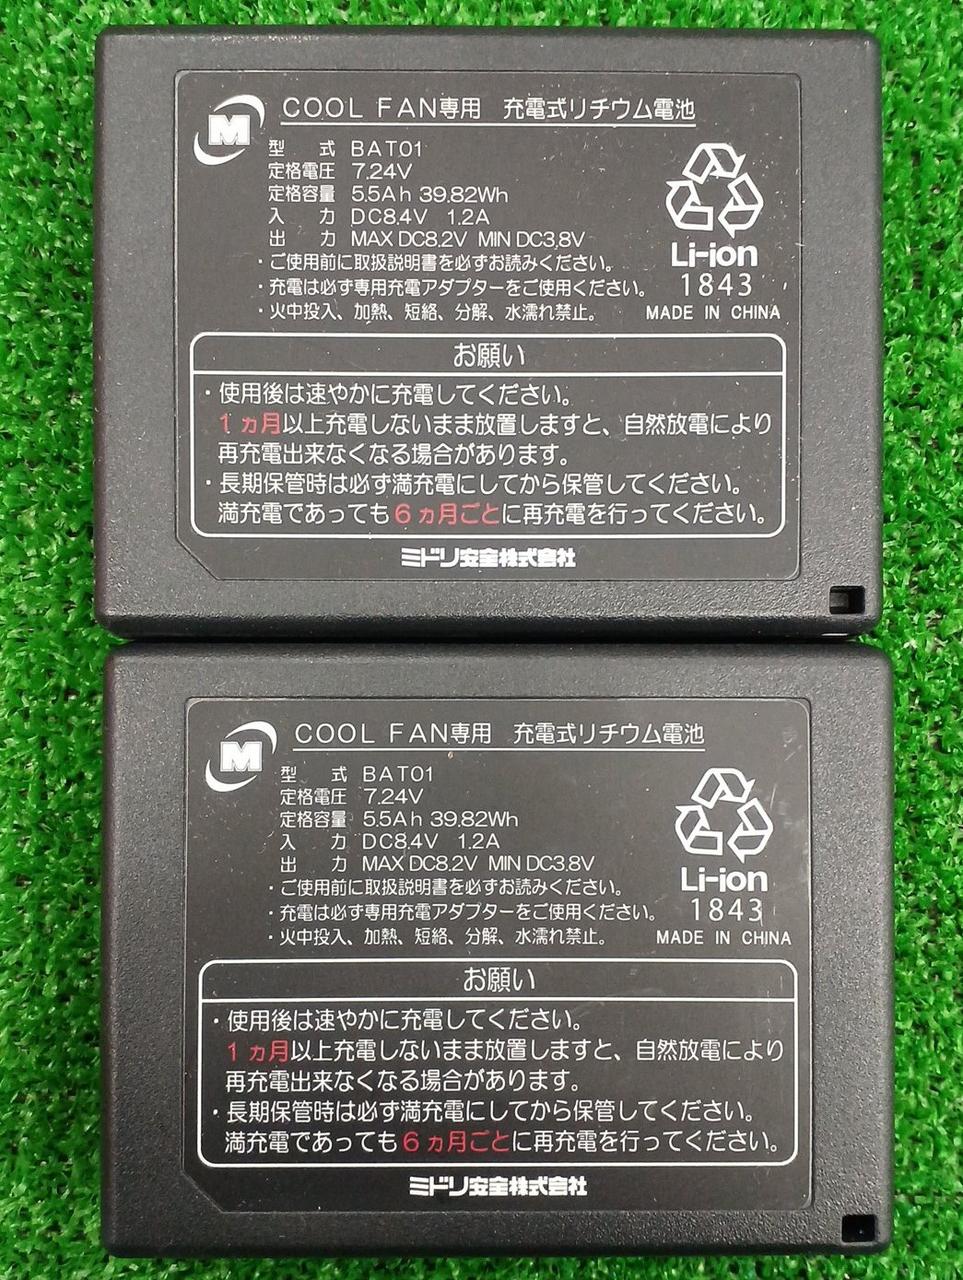 M
COOL FAN専用 充電式リチウム電池
型 式 BAT01
定格電圧 7.24V
定格容量 5.5Ah 39.82Wh
入 力 DC8.4V 1.2A
出 力 MAX DC8.2V MIN DC3.8V
・ご使用前に取扱説明書を必ずお読みください。
・充電は必ず専用充電アダプターをご使用ください。
・火中投入、加熱、短絡、分解、水濡れ禁止。
Li-ion
1843
MADE IN CHINA
お願い
・使用後は速やかに充電してください。
1ヵ月以上充電しないまま放置しますと、自然放電により
再充電出来なくなる場合があります。
・長期保管時は必ず満充電にしてから保管してください。
満充電であっても6ヵ月ごとに再充電を行ってください。
ミドリ安全株式会社
M
COOL FAN専用 充電式リチウム電池
型 式 BAT01
定格電圧 7.24V
定格容量 5.5Ah 39.82Wh
入 力 DC8.4V 1.2A
出 力 MAX DC8.2V MIN DC3.8V
・ご使用前に取扱説明書を必ずお読みください。
・充電は必ず専用充電アダプターをご使用ください。
・火中投入、加熱、短絡、分解、水濡れ禁止。
Li-ion
1843
MADE IN CHINA
お願い
・使用後は速やかに充電してください。
1ヵ月以上充電しないまま放置しますと、自然放電により
再充電出来なくなる場合があります。
・長期保管時は必ず満充電にしてから保管してください。
満充電であっても6ヵ月ごとに再充電を行ってください。
ミドリ安全株式会社